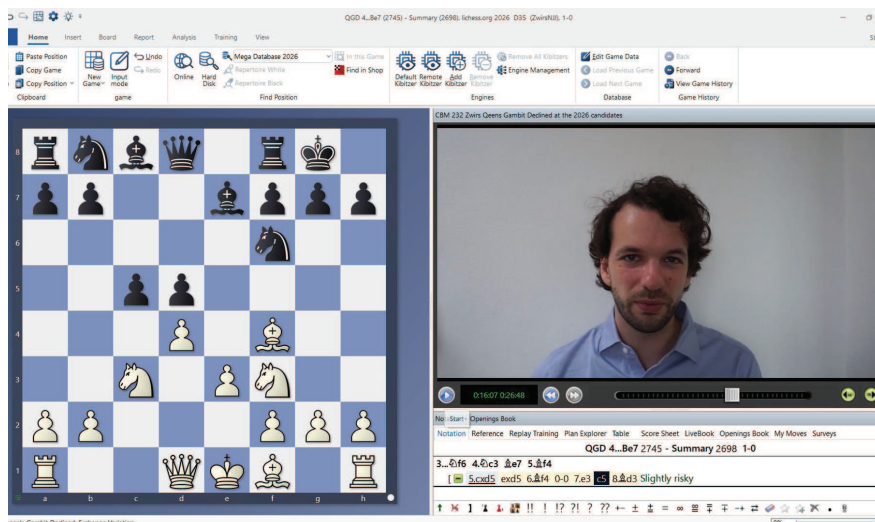 QGD 4...Be7 (2745) - Summary (2698), lichess.org 2026 D35 (ZwirsNJI), 1-0
Home Insert Board Report Analysis Training View
Paste Position
Copy Game
Copy Position
Clipboard
New Game
Input mode
Undo
Redo
game
Online
Hard Disk
Mega Database 2026
Repertoire White
Repertoire Black
In this Game
Find in Shop
Find Position
Default Kibitzer
Remote Kibitzer
Add Kibitzer
Remove Kibitzer
Remove All Kibitzers
Engine Management
Engines
Edit Game Data
Load Previous Game
Load Next Game
Database
Back
Forward
View Game History
Game History
CBM 232 Zwirs Qeens Gambit Declined at the 2026 candidates
8
7
6
5
4
3
2
1
a b c d e f g h
0:16:07 0:26:48
Start Openings Book
Notation Reference Replay Training Plan Explorer Table Score Sheet LiveBook Openings Book My Moves Surveys
QGD 4...Be7 2745 - Summary 2698 1-0
3...♘f6 4.♘c3 ♗e7 5.♗f4
[ 5.cxd5 exd5 6.♗f4 0-0 7.e3 c5 8.♗d3 Slightly risky
!! ! !? ?! ? ?? +- ± ⩲ = ∞ ⩱ ∓ -+